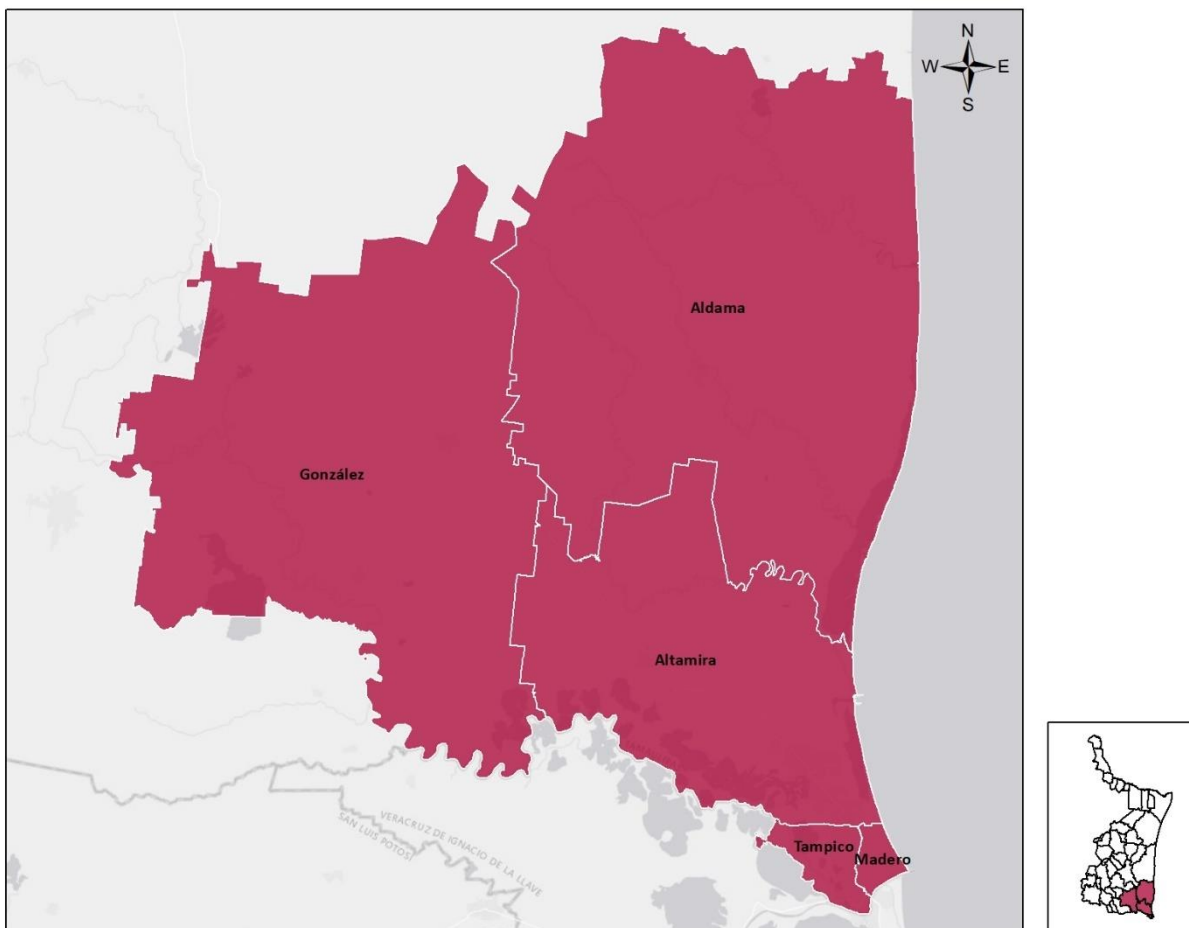 N
W E
S
Aldama
González
Altamira
Tampico
Madero
VERACRUZ DE IGNACIO DE LA LLAVE
SAN LUIS POTOSÍ